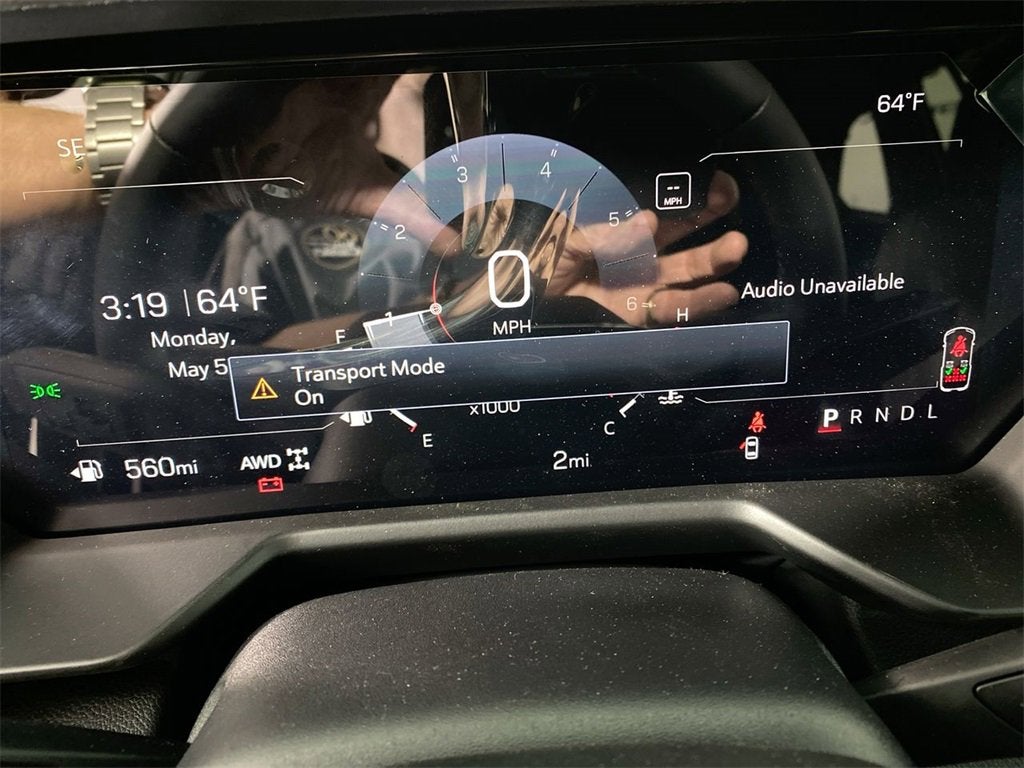 64°F
SE
3
4
2
5
-- MPH
3:19 | 64°F
Audio Unavailable
0
6
1
F
H
MPH
Monday,
May 5
Transport Mode
On
x1000
E
C
P R N D L
560mi
AWD
2mi